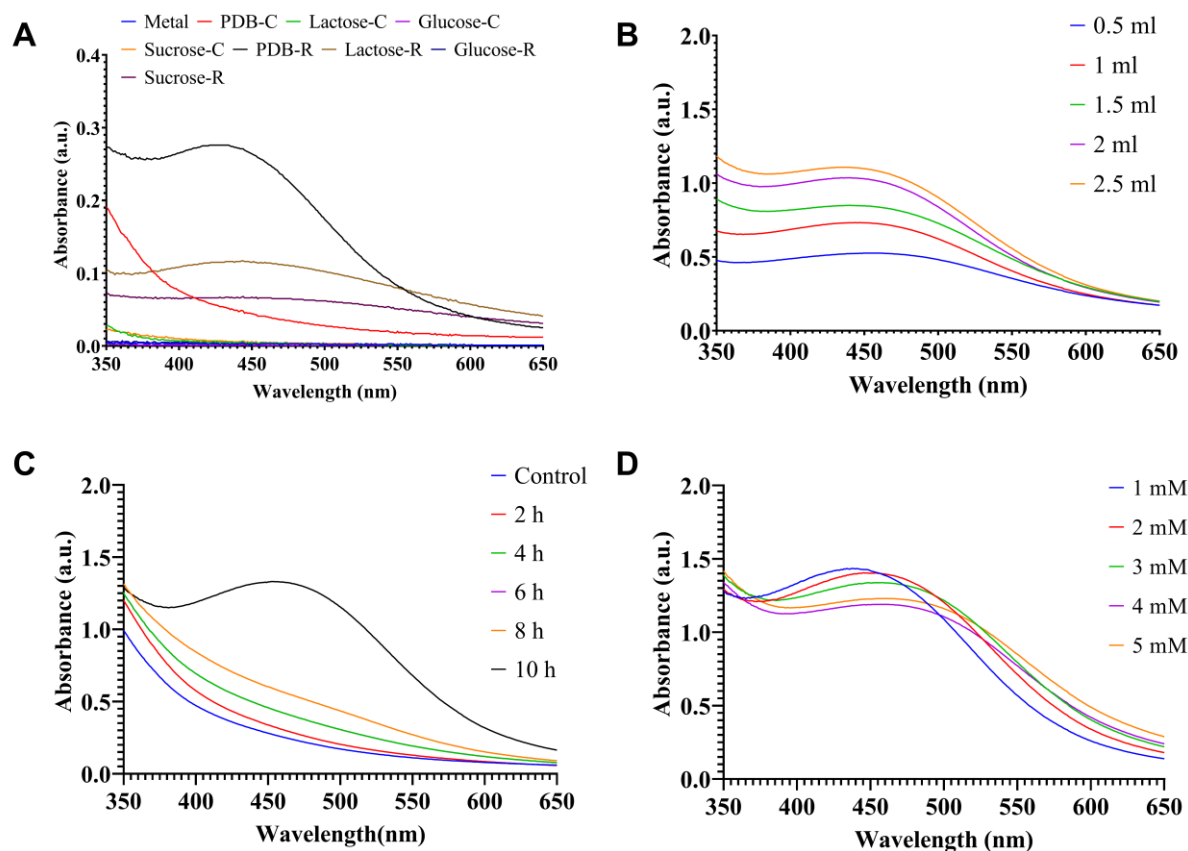 A
Metal PDB-C Lactose-C Glucose-C
Sucrose-C PDB-R Lactose-R Glucose-R
Sucrose-R
Absorbance (a.u.)
0.4
0.3
0.2
0.1
0.0
350 400 450 500 550 600 650
Wavelength (nm)
B
0.5 ml
1 ml
1.5 ml
2 ml
2.5 ml
Absorbance (a.u.)
2.0
1.5
1.0
0.5
0.0
350 400 450 500 550 600 650
Wavelength (nm)
C
Control
2 h
4 h
6 h
8 h
10 h
Absorbance (a.u.)
2.0
1.5
1.0
0.5
0.0
350 400 450 500 550 600 650
Wavelength(nm)
D
1 mM
2 mM
3 mM
4 mM
5 mM
Absorbance (a.u.)
2.0
1.5
1.0
0.5
0.0
350 400 450 500 550 600 650
Wavelength (nm)